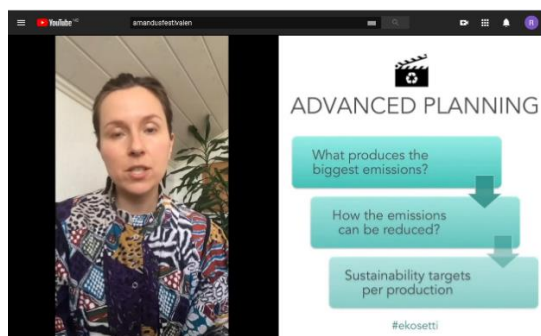 YouTube NO
amandusfestivalen
R
ADVANCED PLANNING
What produces the
biggest emissions?
How the emissions
can be reduced?
Sustainability targets
per production
#ekosetti